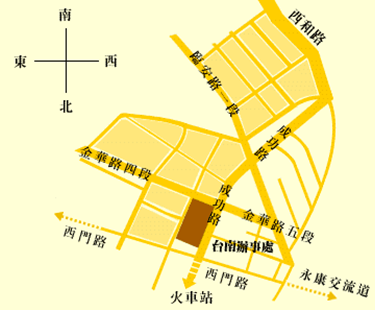 南
東
西
北
西和路
臨安路一段
成功路
金華路四段
成功路
金華路五段
台南辦事處
西門路
西門路
永康交流道
火車站